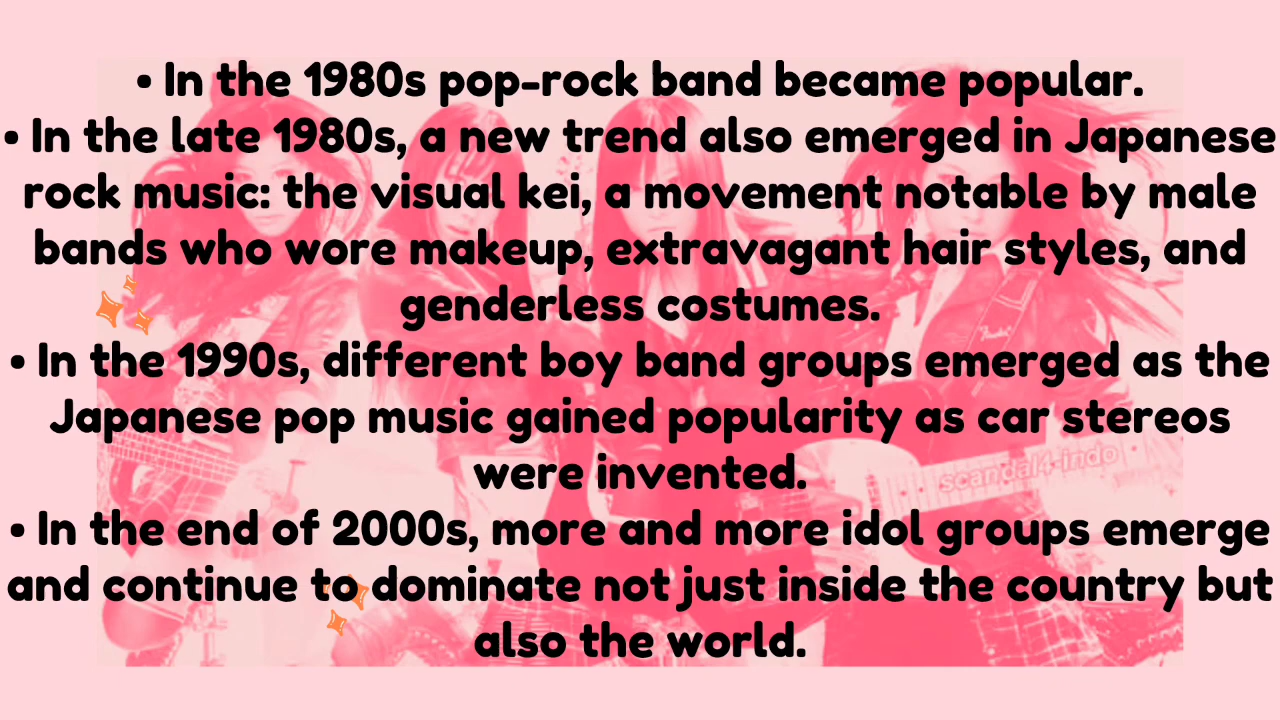 • In the 1980s pop-rock band became popular.
• In the late 1980s, a new trend also emerged in Japanese
rock music: the visual kei, a movement notable by male
bands who wore makeup, extravagant hair styles, and
genderless costumes.
• In the 1990s, different boy band groups emerged as the
Japanese pop music gained popularity as car stereos
were invented.
scandal4-indo
• In the end of 2000s, more and more idol groups emerge
and continue to dominate not just inside the country but
also the world.